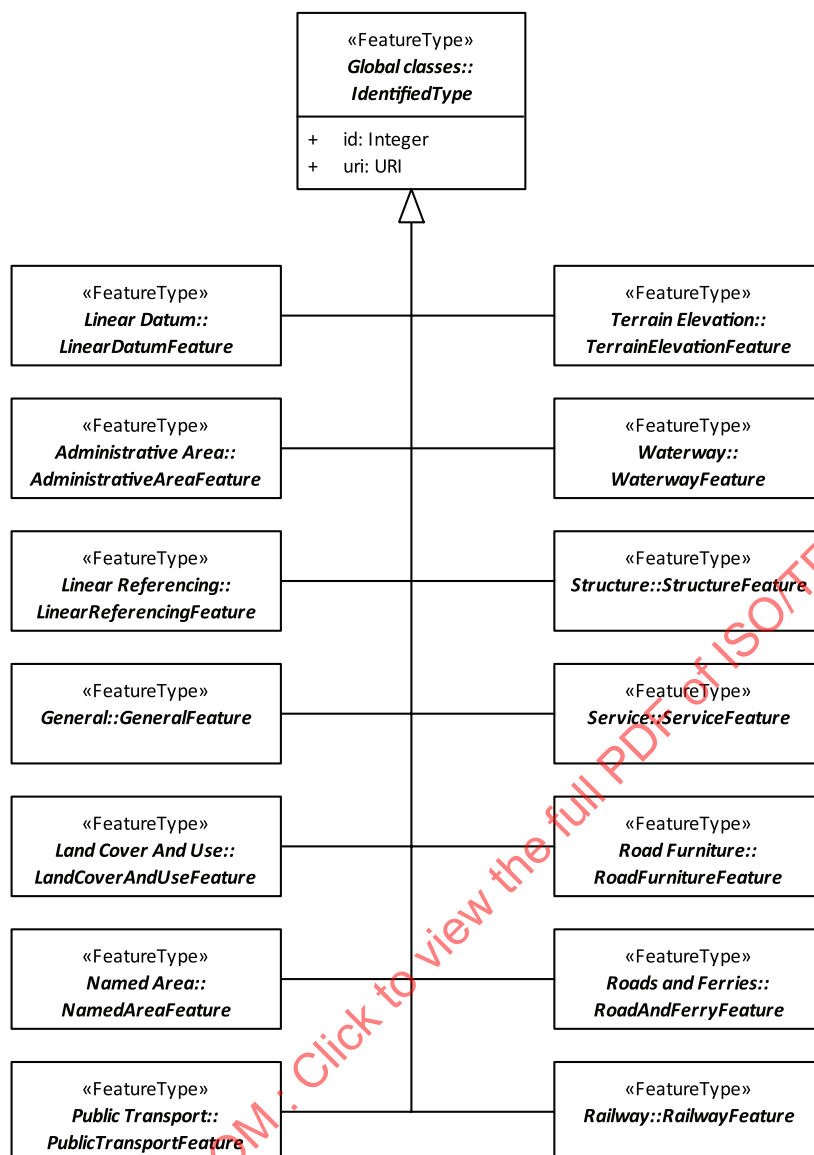 «FeatureType»
Global classes::
IdentifiedType
+ id: Integer
+ uri: URI
«FeatureType»
Linear Datum::
LinearDatumFeature
«FeatureType»
Terrain Elevation::
TerrainElevationFeature
«FeatureType»
Administrative Area::
AdministrativeAreaFeature
«FeatureType»
Waterway::
WaterwayFeature
«FeatureType»
Linear Referencing::
LinearReferencingFeature
«FeatureType»
Structure::StructureFeature
«FeatureType»
General::GeneralFeature
«FeatureType»
Service::ServiceFeature
«FeatureType»
Land Cover And Use::
LandCoverAndUseFeature
«FeatureType»
Road Furniture::
RoadFurnitureFeature
«FeatureType»
Named Area::
NamedAreaFeature
«FeatureType»
Roads and Ferries::
RoadAndFerryFeature
«FeatureType»
Public Transport::
PublicTransportFeature
«FeatureType»
Railway::RailwayFeature
OM : Click to view the full PDF of ISO/